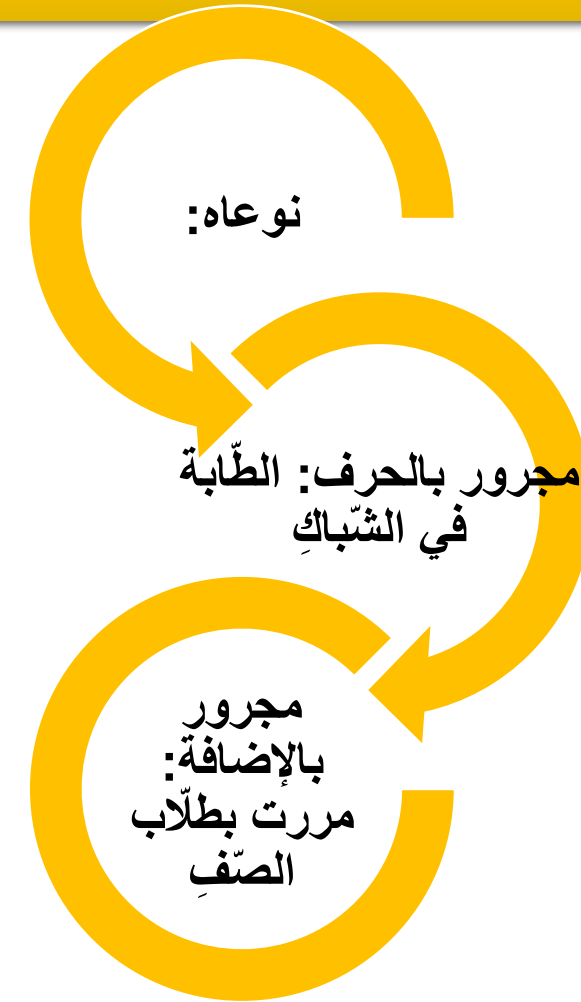 نوعاه:
مجرور بالحرف: الطّابة
في الشّباكِ
مجرور
بالإضافة:
مررت بطلّاب
الصّفِ